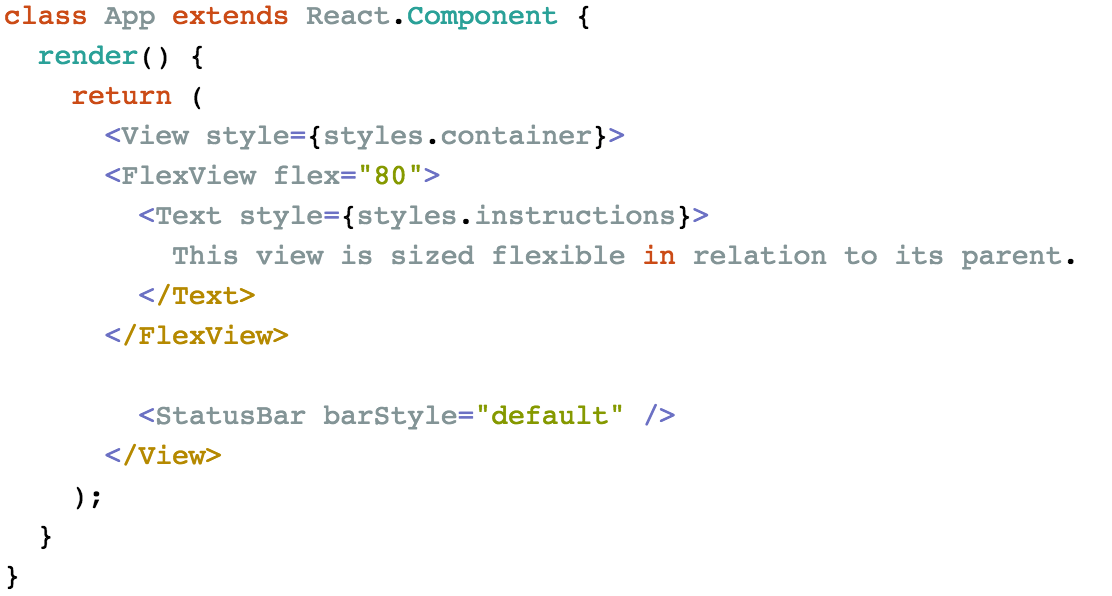 class App extends React.Component {
  render() {
    return (
      <View style={styles.container}>
      <FlexView flex="80">
        <Text style={styles.instructions}>
          This view is sized flexible in relation to its parent.
        </Text>
      </FlexView>

        <StatusBar barStyle="default" />
      </View>
    );
  }
}